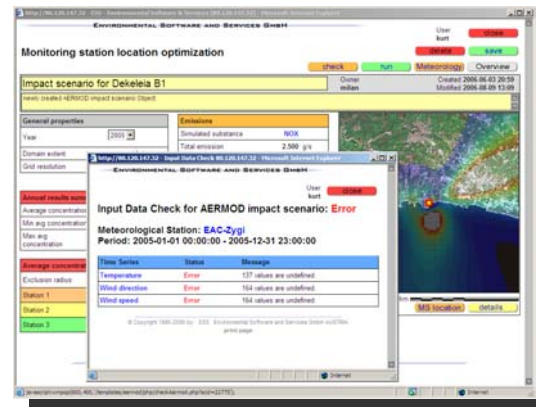 ENVIRONMENTAL SOFTWARE AND SERVICES GMBH
User
kurt
close
Monitoring station location optimization
delete
save
check
run
Meteorology
Overview
Impact scenario for Dekeleia B1
Owner
milan
Created 2006-06-03 20:59
Modified 2006-08-09 13:09
newly created AERMOD impact scenario Object
General properties
Year
2005
Domain extent
Grid resolution
Emissions
Simulated substance NOX
Total emission 2.500 g/s
Annual results
Average concentration
Min avg concentration
Max avg
concentration
Average
Exclusion radius
Station 1
Station 2
Station 3
km
MS location
details
Input Data Check
Microsoft Internet Explorer
ENVIRONMENTAL SOFTWARE AND SERVICES GMBH
User
kurt
close
Input Data Check for AERMOD impact scenario: Error
Meteorological Station: EAC-Zygi
Period: 2005-01-01 00:00:00 - 2005-12-31 23:00:00
Time Series Status Message
Temperature Error 137 values are undefined.
Wind direction Error 164 values are undefined.
Wind speed Error 164 values are undefined.
print page
Internet
Internet